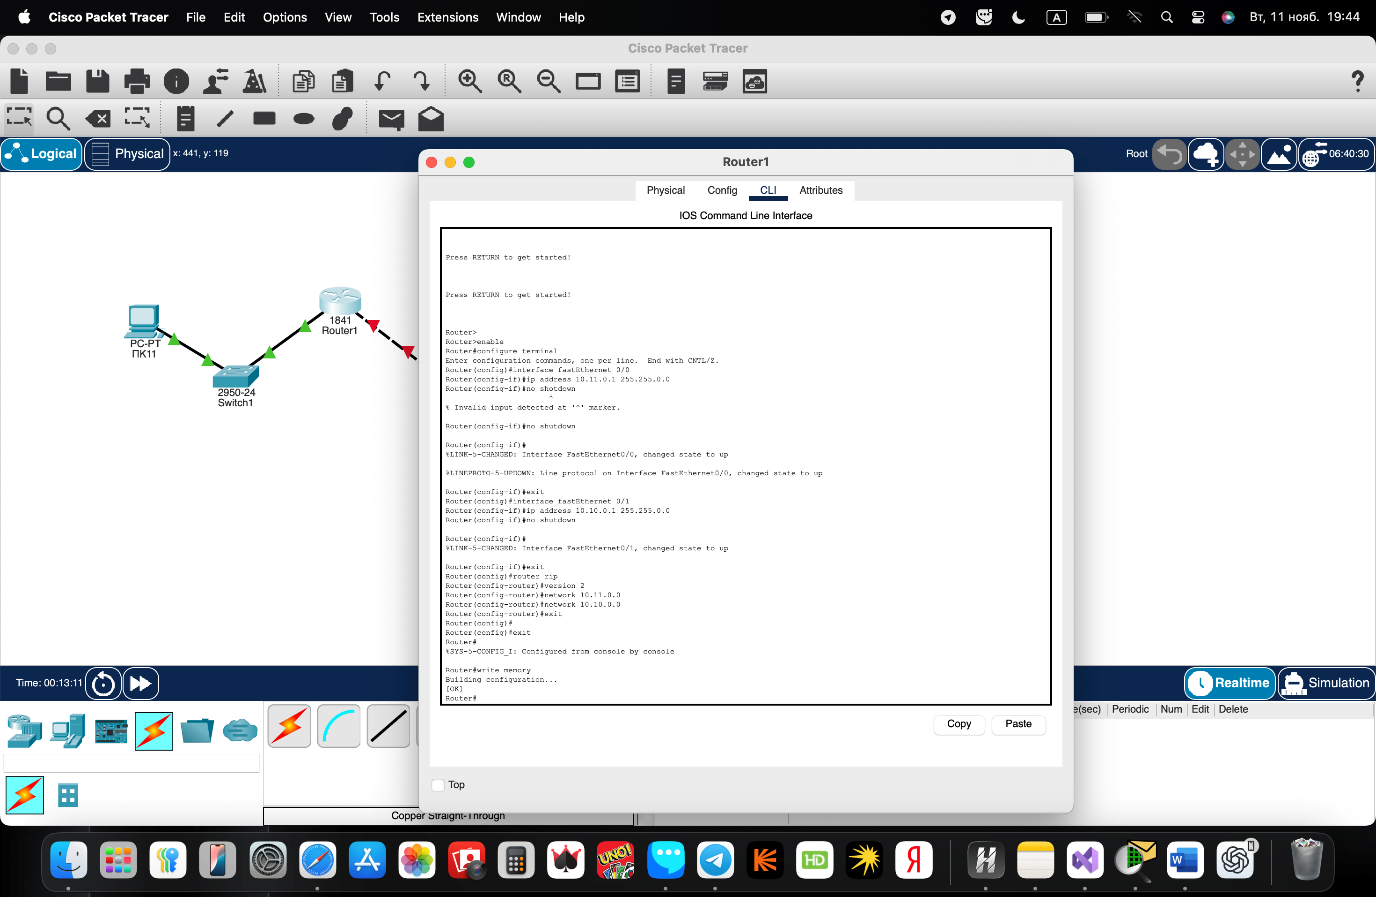 Cisco Packet Tracer File Edit Options View Tools Extensions Window Help A Вт, 11 нояб. 19:44
Cisco Packet Tracer
?
Logical Physical x: 441, y: 119 Root 06:40:30
Router1
Physical Config CLI Attributes
IOS Command Line Interface
Press RETURN to get started!
Press RETURN to get started!
Router>
Router>enable
Router#configure terminal
Enter configuration commands, one per line. End with CNTL/Z.
Router(config)#interface fastEthernet 0/0
Router(config-if)#ip address 10.11.0.1 255.255.0.0
Router(config-if)#no shotdown
^
% Invalid input detected at '^' marker.
Router(config-if)#no shutdown
Router(config-if)#
%LINK-5-CHANGED: Interface FastEthernet0/0, changed state to up
%LINEPROTO-5-UPDOWN: Line protocol on Interface FastEthernet0/0, changed state to up
Router(config-if)#exit
Router(config)#interface fastEthernet 0/1
Router(config-if)#ip address 10.10.0.1 255.255.0.0
Router(config-if)#no shutdown
Router(config-if)#
%LINK-5-CHANGED: Interface FastEthernet0/1, changed state to up
Router(config-if)#exit
Router(config)#router rip
Router(config-router)#version 2
Router(config-router)#network 10.11.0.0
Router(config-router)#network 10.10.0.0
Router(config-router)#exit
Router(config)#
Router(config)#exit
Router#
%SYS-5-CONFIG_I: Configured from console by console
Router#write memory
Building configuration...
[OK]
Router#
Copy Paste
Top
1841
Router1
PC-PT
ПК11
2950-24
Switch1
Time: 00:13:11 Realtime Simulation
e(sec) Periodic Num Edit Delete
Copper Straight-Through
UNO!
HD
Я
W